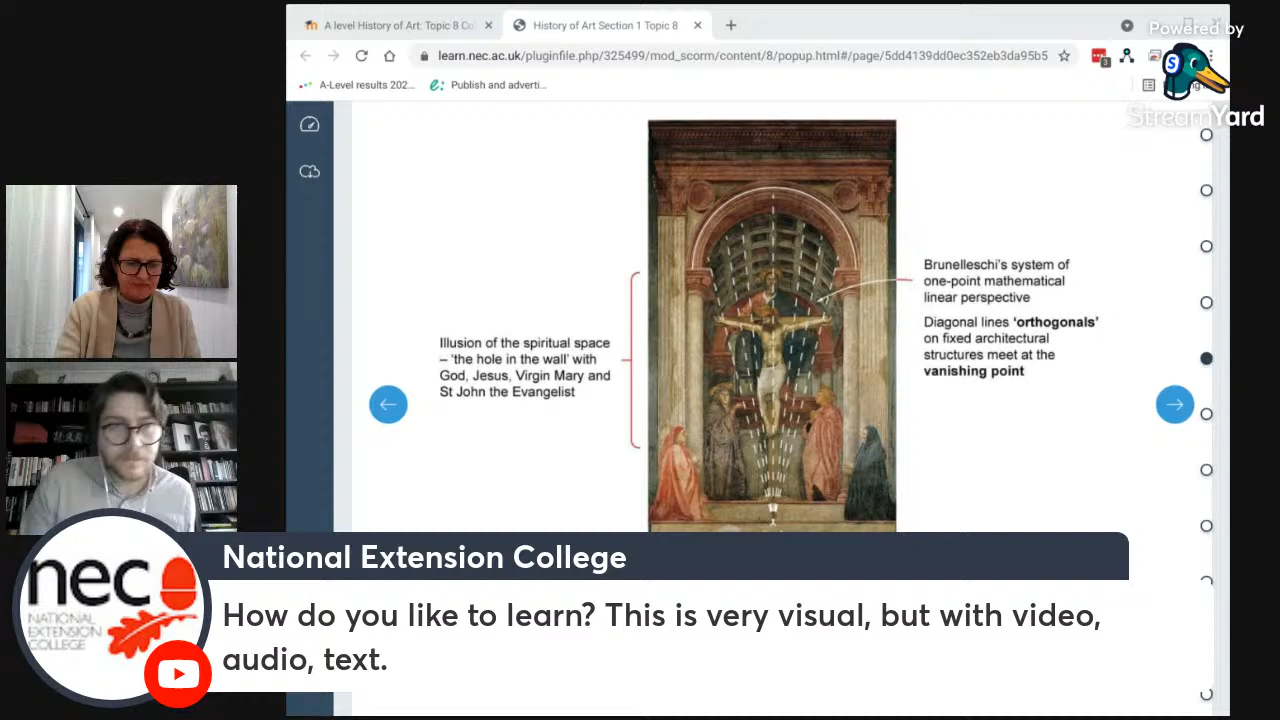 A level History of Art: Topic 8 Co
History of Art Section 1 Topic 8
Powered by
learn.nec.ac.uk/pluginfile.php/325499/mod_scorm/content/8/popup.html#/page/5dd4139dd0ec352eb3da95b5
A-Level results 202...
Publish and adverti...
StreamYard
Brunelleschi's system of
one-point mathematical
linear perspective
Diagonal lines 'orthogonals'
on fixed architectural
structures meet at the
vanishing point
Illusion of the spiritual space
– 'the hole in the wall' with
God, Jesus, Virgin Mary and
St John the Evangelist
nec
NATIONAL
EXTENSION
COLLEGE
National Extension College
How do you like to learn? This is very visual, but with video,
audio, text.